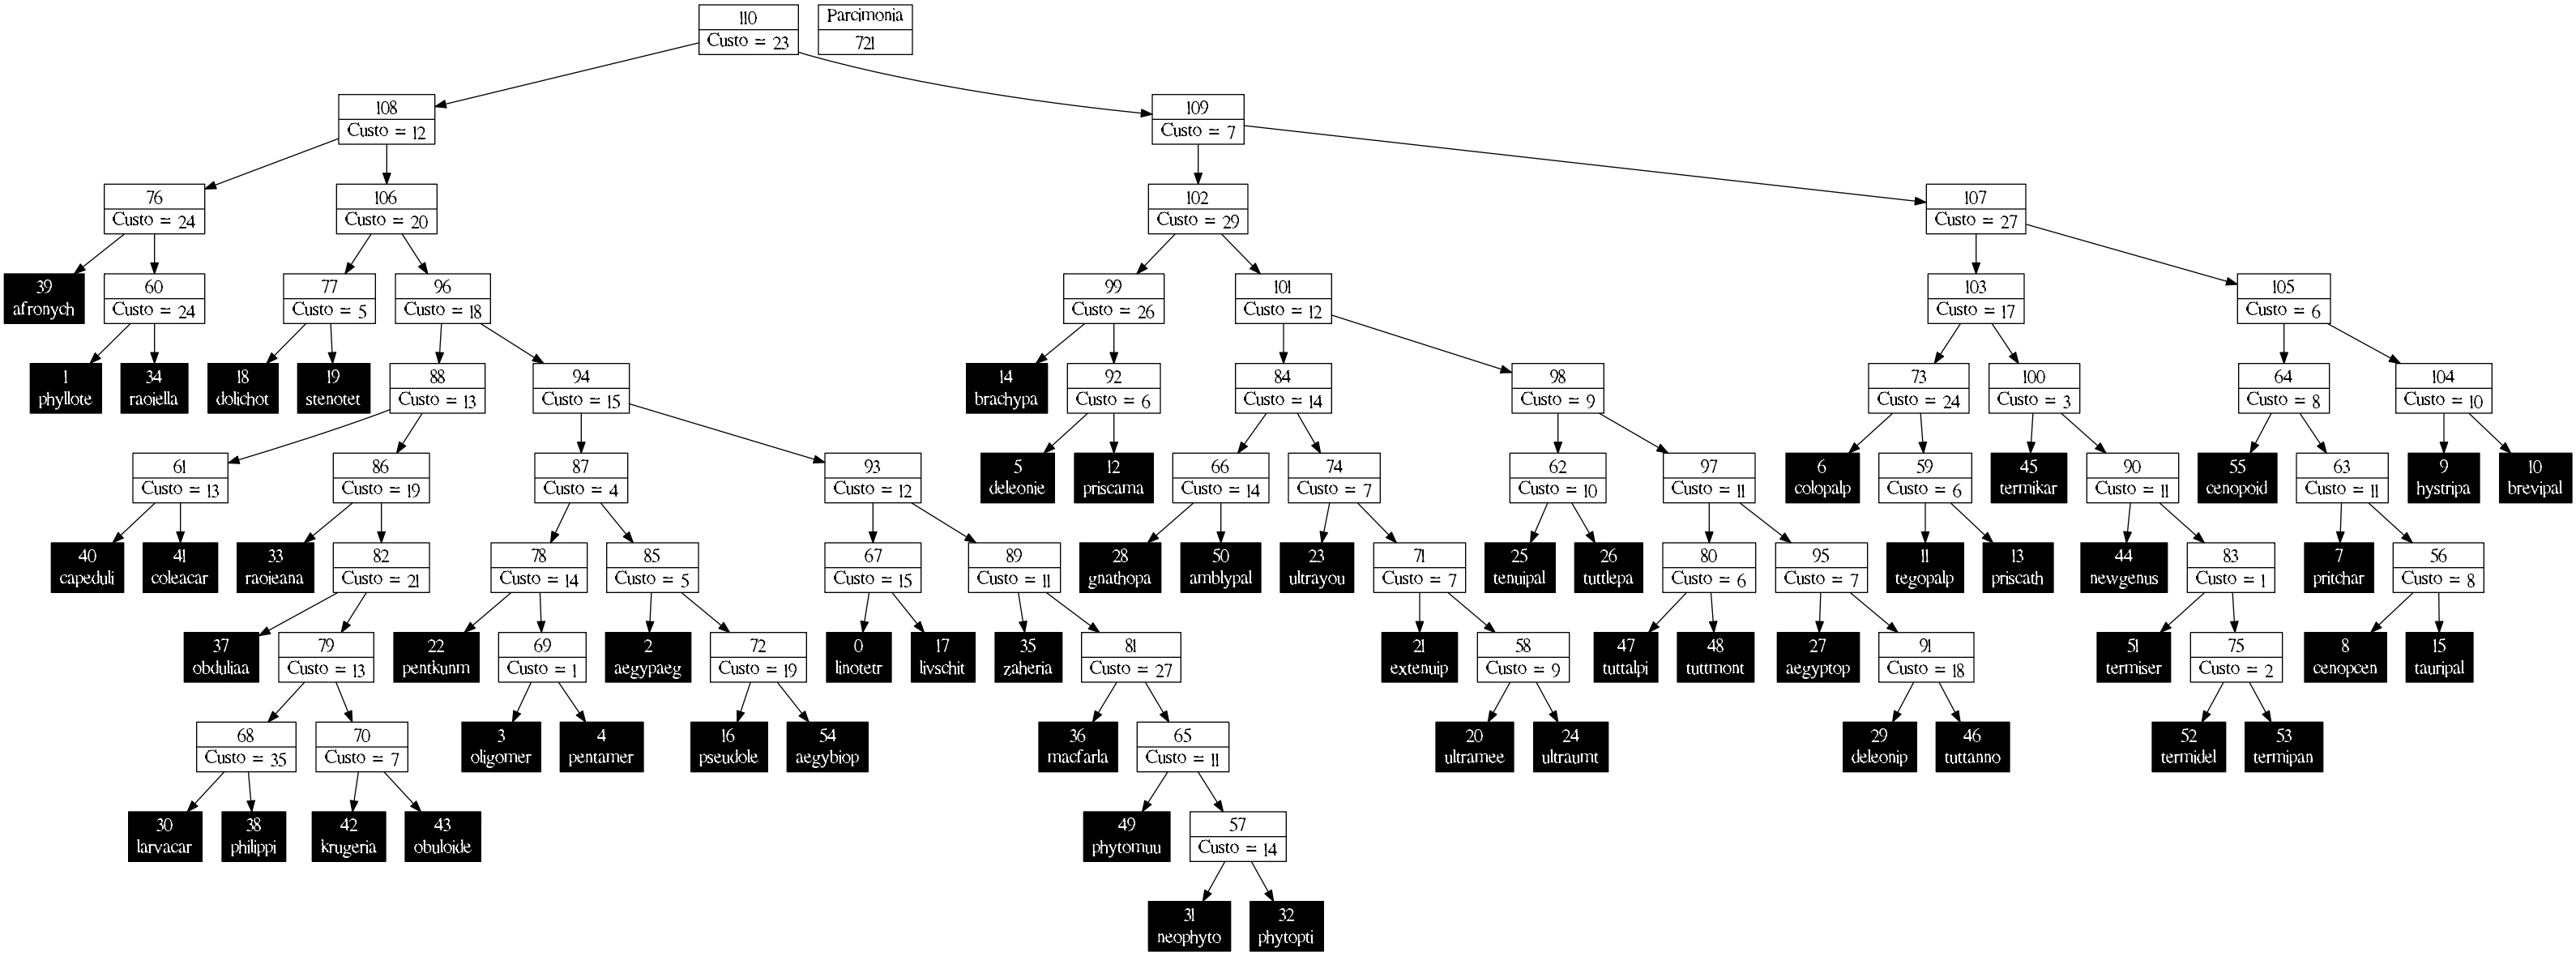 110
Custo = 23
Parcimonia
721
108
Custo = 12
109
Custo = 7
76
Custo = 24
106
Custo = 20
102
Custo = 29
107
Custo = 27
39
afronych
60
Custo = 24
77
Custo = 5
96
Custo = 18
99
Custo = 26
101
Custo = 12
103
Custo = 17
105
Custo = 6
1
phyllote
34
raoiella
18
dolichot
19
stenotet
88
Custo = 13
94
Custo = 15
14
brachypa
92
Custo = 6
84
Custo = 14
98
Custo = 9
73
Custo = 24
100
Custo = 3
64
Custo = 8
104
Custo = 10
61
Custo = 13
86
Custo = 19
87
Custo = 4
93
Custo = 12
5
deleonie
12
priscama
66
Custo = 14
74
Custo = 7
62
Custo = 10
97
Custo = 11
6
colopalp
59
Custo = 6
45
termikar
90
Custo = 11
55
cenopoid
63
Custo = 11
9
hystripa
10
brevipal
40
capeduli
41
coleacar
33
raoieana
82
Custo = 21
78
Custo = 14
85
Custo = 5
67
Custo = 15
89
Custo = 11
28
gnathopa
50
amblypal
23
ultrayou
71
Custo = 7
25
tenuipal
26
tuttlepa
80
Custo = 6
95
Custo = 7
11
tegopalp
13
priscath
44
newgenus
83
Custo = 1
7
pritchar
56
Custo = 8
37
obduliaa
79
Custo = 13
22
pentkunm
69
Custo = 1
2
aegypaeg
72
Custo = 19
0
linotetr
17
livschit
35
zaheria
81
Custo = 27
21
extenuip
58
Custo = 9
47
tuttalpi
48
tuttmont
27
aegyptop
91
Custo = 18
51
termiser
75
Custo = 2
8
cenopcen
15
tauripal
68
Custo = 35
70
Custo = 7
3
oligomer
4
pentamer
16
pseudole
54
aegybiop
36
macfarla
65
Custo = 11
20
ultramee
24
ultraumt
29
deleonip
46
tuttanno
52
termidel
53
termipan
30
larvacar
38
philippi
42
krugeria
43
obuloide
49
phytomuu
57
Custo = 14
31
neophyto
32
phytopti